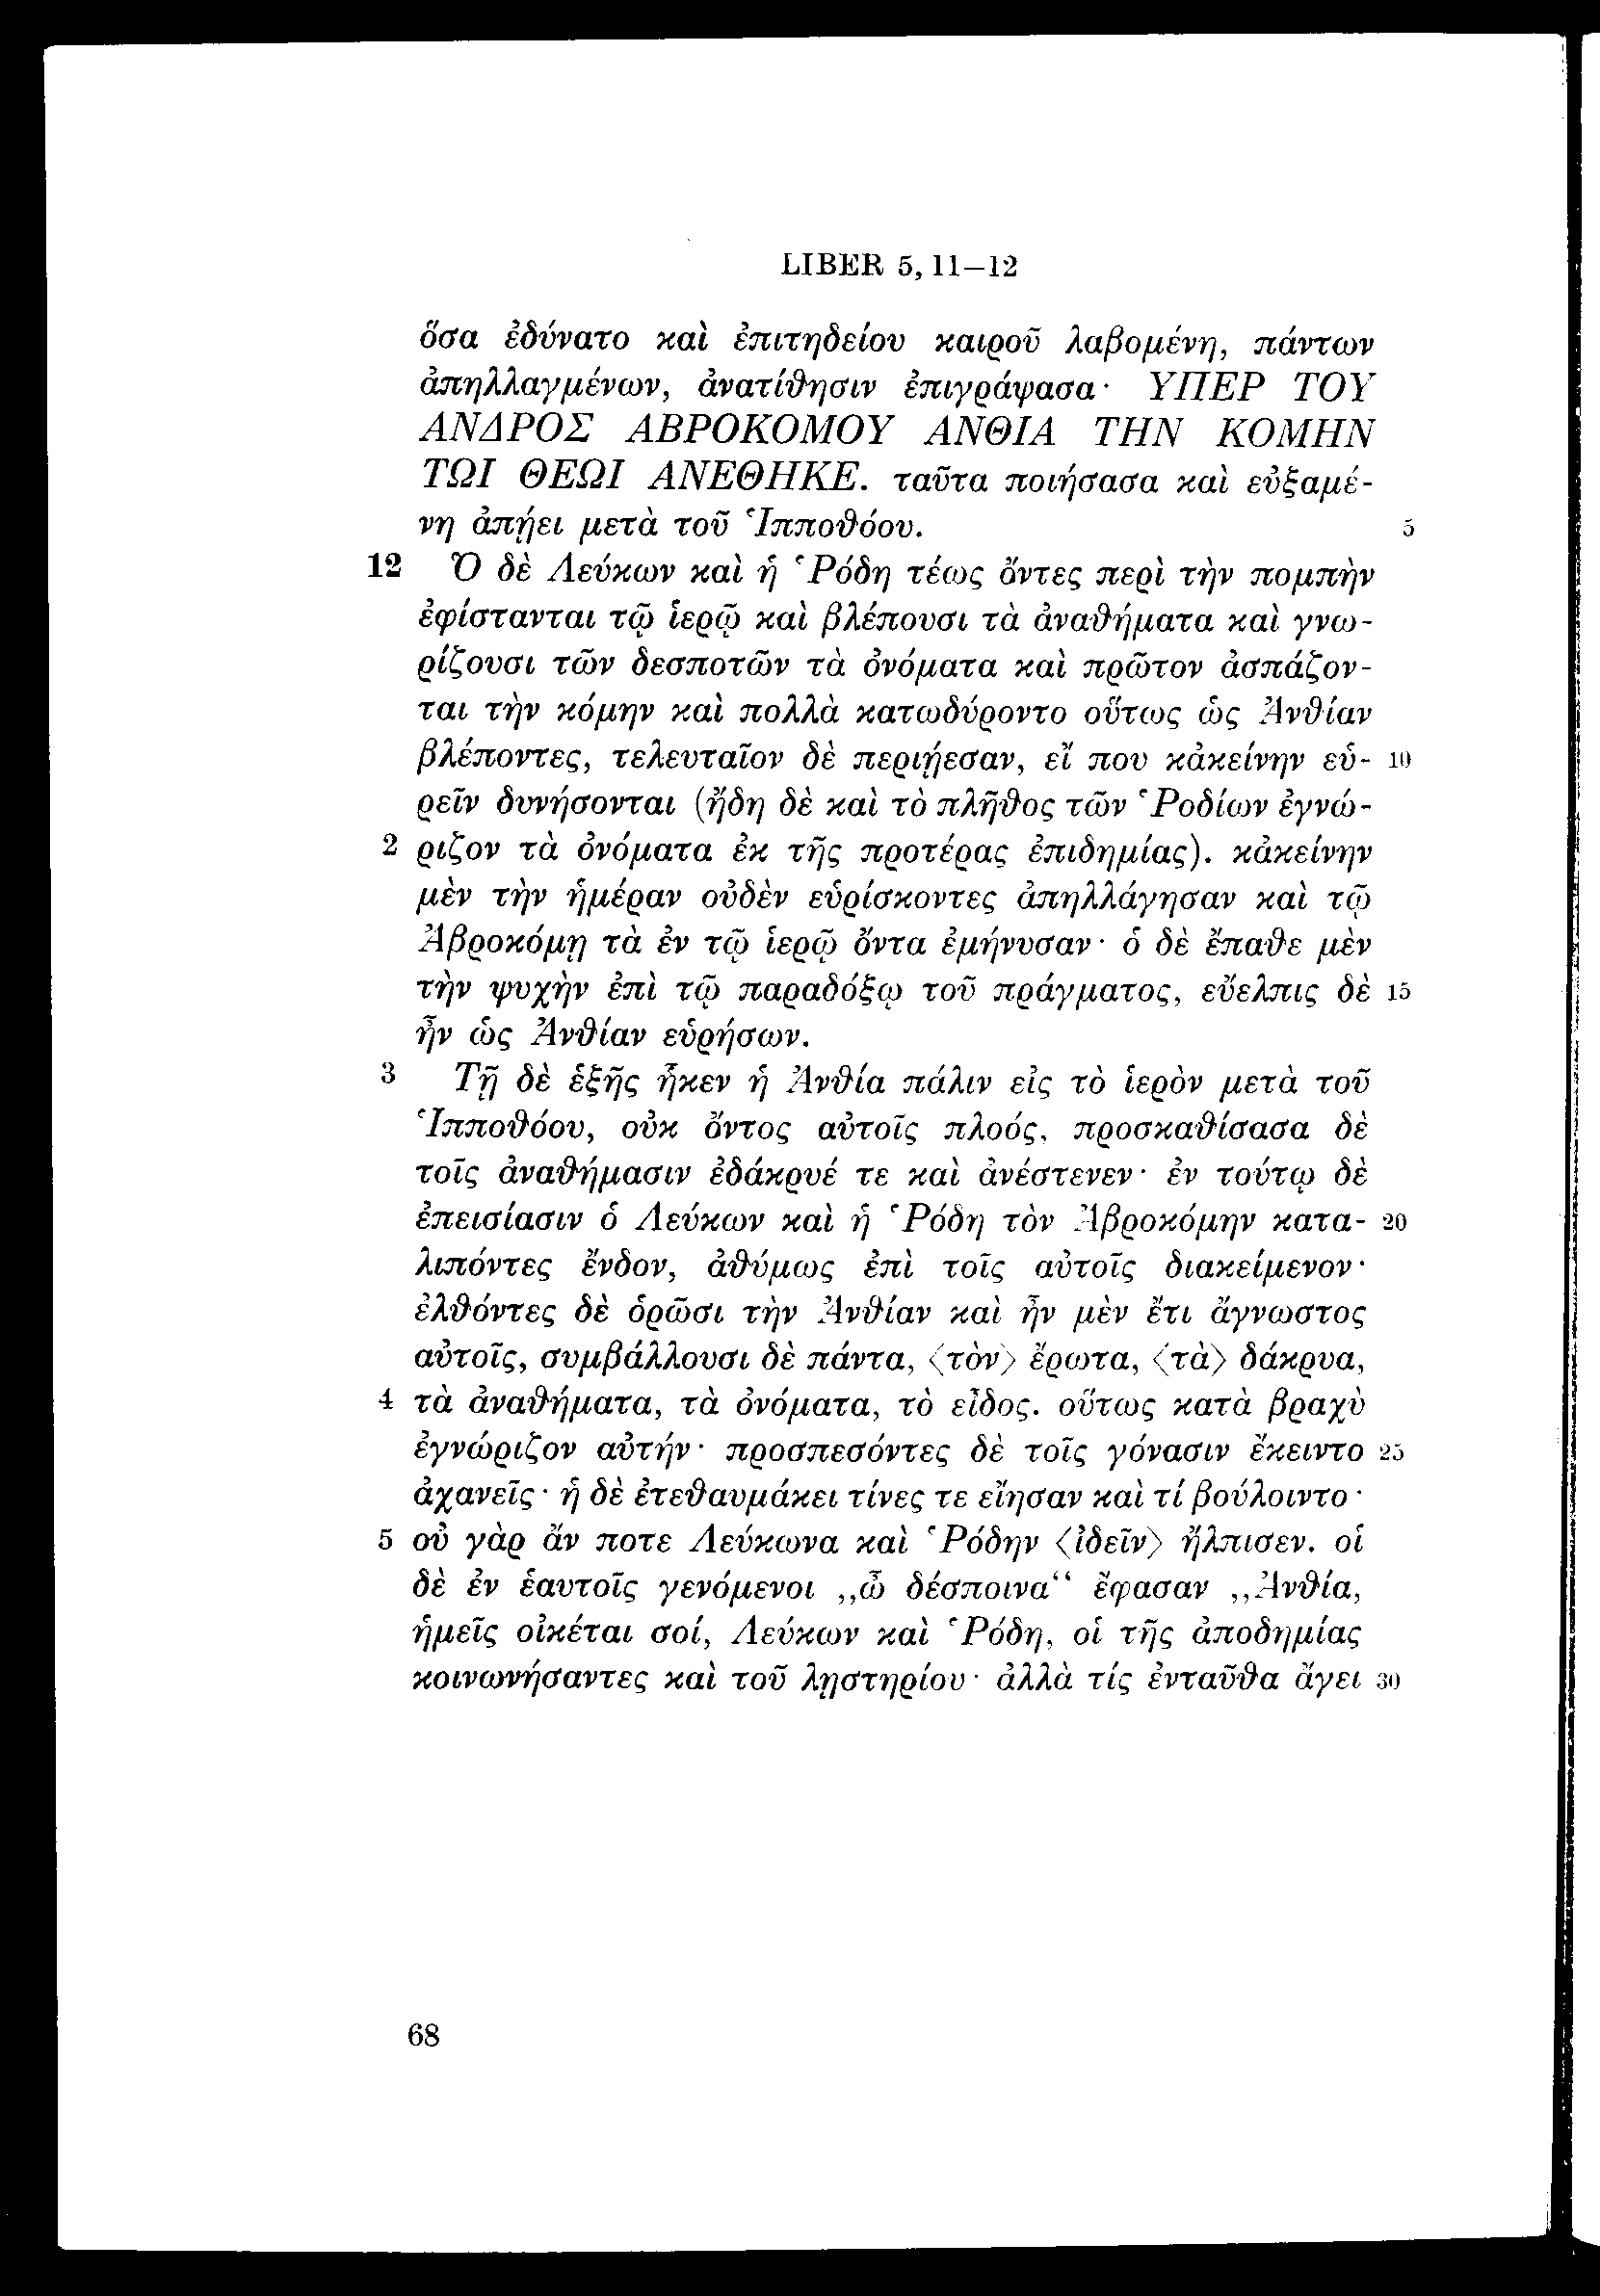 LIBER 5, 11–12
ὅσα ἐδύνατο καὶ ἐπιτηδείου καιροῦ λαβομένη, πάντων
ἀπηλλαγμένων, ἀνατίθησιν ἐπιγράψασα· ΥΠΕΡ ΤΟΥ
ΑΝΔΡΟΣ ΑΒΡΟΚΟΜΟΥ ΑΝΘΙΑ ΤΗΝ ΚΟΜΗΝ
ΤΩΙ ΘΕΩΙ ΑΝΕΘΗΚΕ. ταῦτα ποιήσασα καὶ εὐξαμέ-
νη ἀπῄει μετὰ τοῦ Ἱπποθόου. 5
12 Ὁ δὲ Λεύκων καὶ ἡ Ῥόδη τέως ὄντες περὶ τὴν πομπὴν
ἐφίστανται τῷ ἱερῷ καὶ βλέπουσι τὰ ἀναθήματα καὶ γνω-
ρίζουσι τῶν δεσποτῶν τὰ ὀνόματα καὶ πρῶτον ἀσπάζον-
ται τὴν κόμην καὶ πολλὰ κατωδύροντο οὕτως ὡς Ἀνθίαν
βλέποντες, τελευταῖον δὲ περιῄεσαν, εἴ που κἀκείνην εὑ- 10
ρεῖν δυνήσονται (ἤδη δὲ καὶ τὸ πλῆθος τῶν Ῥοδίων ἐγνώ-
2 ριζον τὰ ὀνόματα ἐκ τῆς προτέρας ἐπιδημίας). κἀκείνην
μὲν τὴν ἡμέραν οὐδὲν εὑρίσκοντες ἀπηλλάγησαν καὶ τῷ
Ἁβροκόμῃ τὰ ἐν τῷ ἱερῷ ὄντα ἐμήνυσαν· ὁ δὲ ἔπαθε μὲν
τὴν ψυχὴν ἐπὶ τῷ παραδόξῳ τοῦ πράγματος, εὔελπις δὲ 15
ἦν ὡς Ἀνθίαν εὑρήσων.
3 Τῇ δὲ ἑξῆς ἧκεν ἡ Ἀνθία πάλιν εἰς τὸ ἱερὸν μετὰ τοῦ
Ἱπποθόου, οὐκ ὄντος αὐτοῖς πλοός, προσκαθίσασα δὲ
τοῖς ἀναθήμασιν ἐδάκρυέ τε καὶ ἀνέστενεν· ἐν τούτῳ δὲ
ἐπεισίασιν ὁ Λεύκων καὶ ἡ Ῥόδη τὸν Ἁβροκόμην κατα- 20
λιπόντες ἔνδον, ἀθύμως ἐπὶ τοῖς αὐτοῖς διακείμενον·
ἐλθόντες δὲ ὁρῶσι τὴν Ἀνθίαν καὶ ἦν μὲν ἔτι ἄγνωστος
αὐτοῖς, συμβάλλουσι δὲ πάντα, ⟨τὸν⟩ ἔρωτα, ⟨τὰ⟩ δάκρυα,
4 τὰ ἀναθήματα, τὰ ὀνόματα, τὸ εἶδος. οὕτως κατὰ βραχὺ
ἐγνώριζον αὐτήν· προσπεσόντες δὲ τοῖς γόνασιν ἔκειντο 25
ἀχανεῖς· ἡ δὲ ἐτεθαυμάκει τίνες τε εἴησαν καὶ τί βούλοιντο·
5 οὐ γὰρ ἄν ποτε Λεύκωνα καὶ Ῥόδην ⟨ἰδεῖν⟩ ἤλπισεν. οἱ
δὲ ἐν ἑαυτοῖς γενόμενοι „ὦ δέσποινα“ ἔφασαν „Ἀνθία,
ἡμεῖς οἰκέται σοί, Λεύκων καὶ Ῥόδη, οἱ τῆς ἀποδημίας
κοινωνήσαντες καὶ τοῦ λῃστηρίου· ἀλλὰ τίς ἐνταῦθα ἄγει 30
68